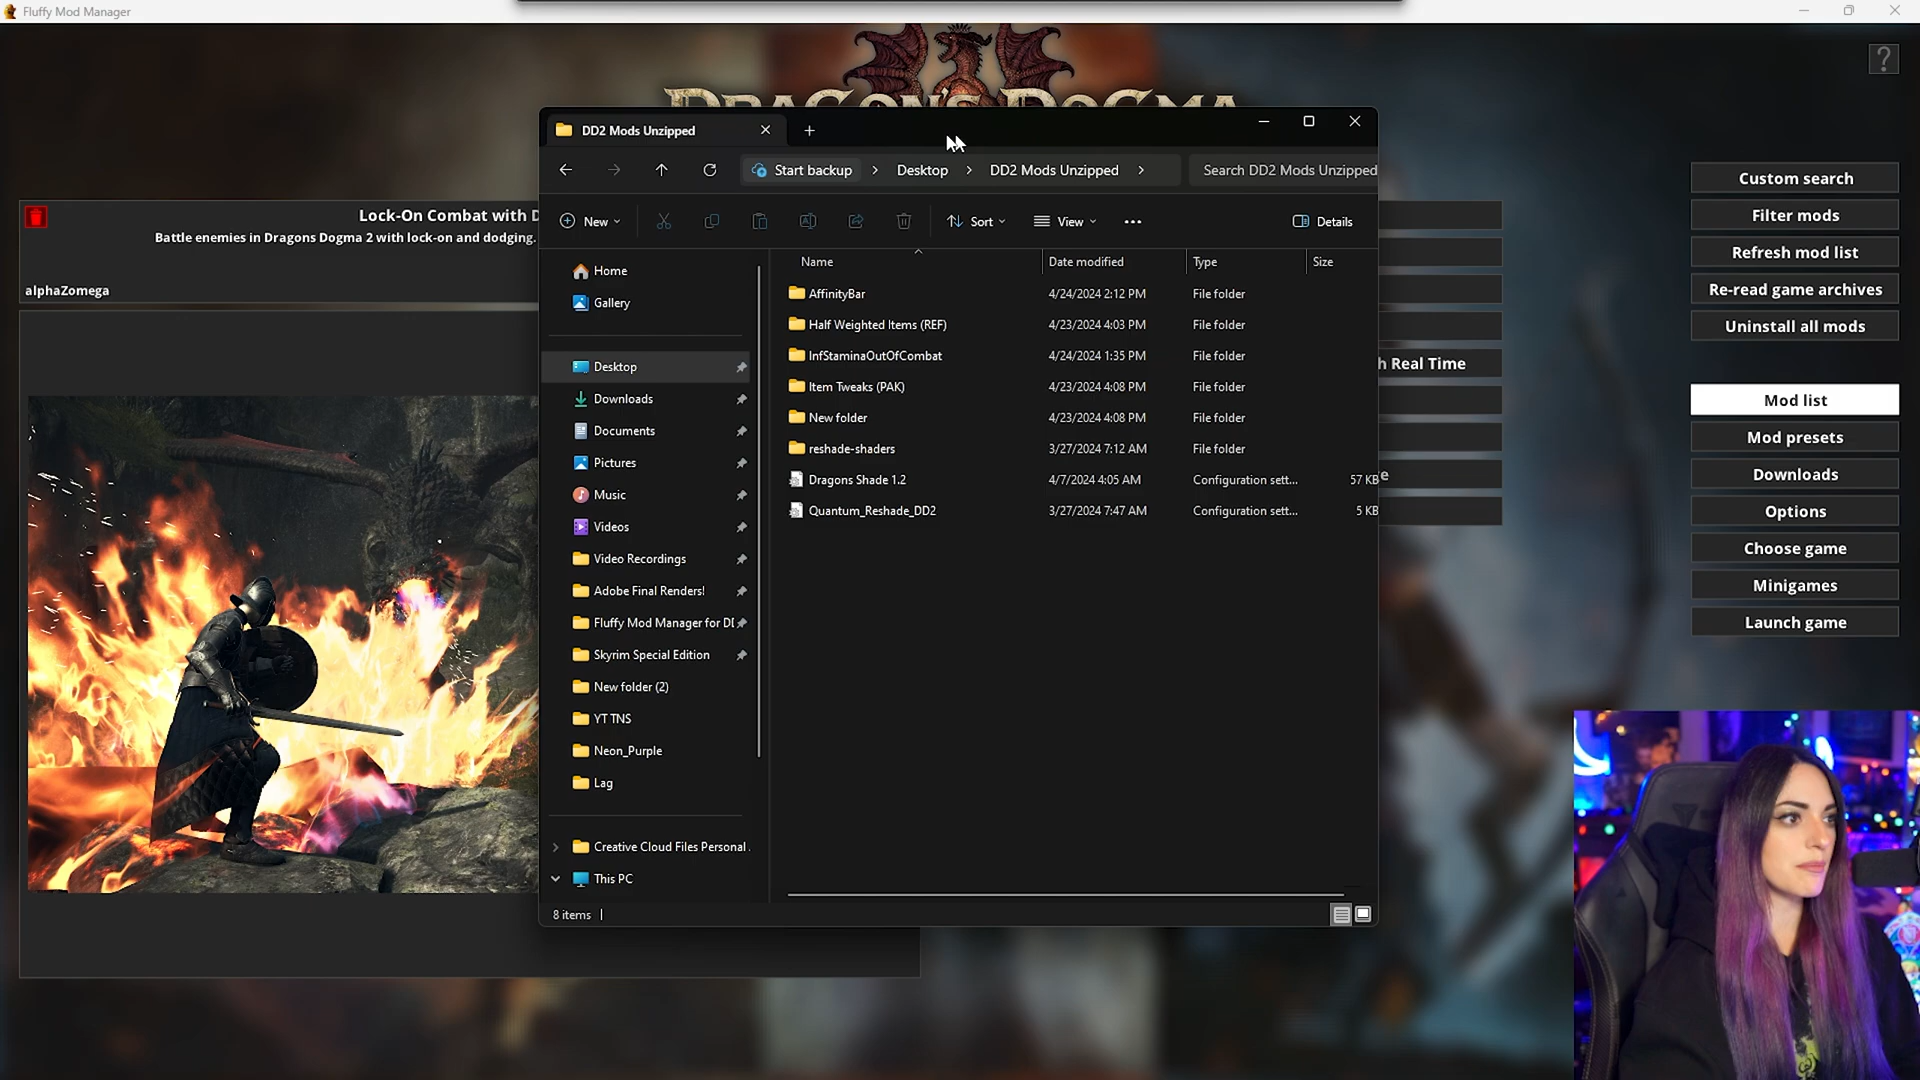 Fluffy Mod Manager
DRAGON'S DOGMA
?
DD2 Mods Unzipped
Start backup
Desktop
DD2 Mods Unzipped
Search DD2 Mods Unzipped
New
Sort
View
Details
Lock-On Combat with D
Battle enemies in Dragons Dogma 2 with lock-on and dodging.
alphaZomega
Home
Gallery
Desktop
Downloads
Documents
Pictures
Music
Videos
Video Recordings
Adobe Final Renders!
Fluffy Mod Manager for DI
Skyrim Special Edition
New folder (2)
YT TNS
Neon_Purple
Lag
Creative Cloud Files Personal
This PC
Name Date modified Type Size
AffinityBar 4/24/2024 2:12 PM File folder
Half Weighted Items (REF) 4/23/2024 4:03 PM File folder
InfStaminaOutOfCombat 4/24/2024 1:35 PM File folder
Item Tweaks (PAK) 4/23/2024 4:08 PM File folder
New folder 4/23/2024 4:08 PM File folder
reshade-shaders 3/27/2024 7:12 AM File folder
Dragons Shade 1.2 4/7/2024 4:05 AM Configuration sett... 57 KB
Quantum_Reshade_DD2 3/27/2024 7:47 AM Configuration sett... 5 KB
8 items
h Real Time
e
Custom search
Filter mods
Refresh mod list
Re-read game archives
Uninstall all mods
Mod list
Mod presets
Downloads
Options
Choose game
Minigames
Launch game